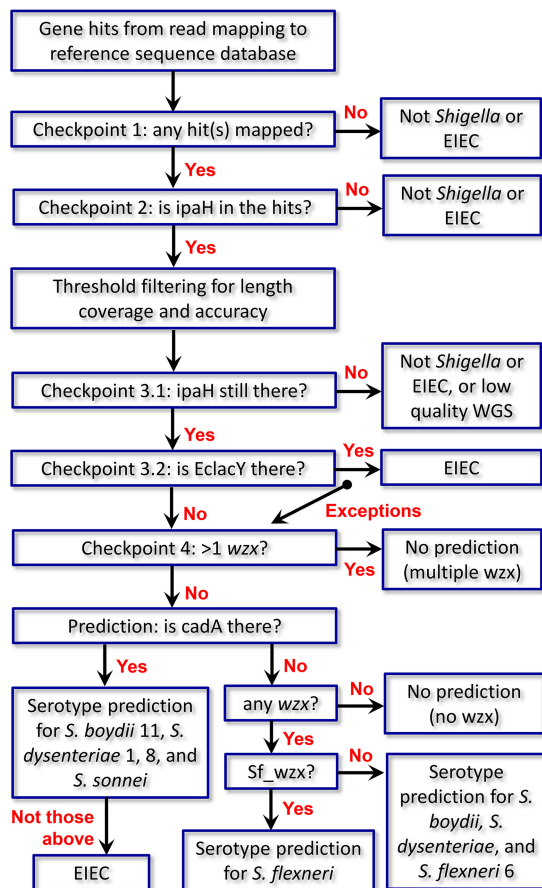 Gene hits from read mapping to
reference sequence database
Checkpoint 1: any hit(s) mapped?
No
Not Shigella or
EIEC
Yes
Checkpoint 2: is ipaH in the hits?
No
Not Shigella or
EIEC
Yes
Threshold filtering for length
coverage and accuracy
Checkpoint 3.1: ipaH still there?
No
Not Shigella or
EIEC, or low
quality WGS
Yes
Checkpoint 3.2: is EclacY there?
Yes
EIEC
Exceptions
No
Checkpoint 4: >1 wzx?
Yes
No prediction
(multiple wzx)
No
Prediction: is cadA there?
Yes
No
Serotype prediction
for S. boydii 11, S.
dysenteriae 1, 8, and
S. sonnei
any wzx?
No
No prediction
(no wzx)
Yes
Sf_wzx?
No
Serotype
prediction for S.
boydii, S.
dysenteriae, and
S. flexneri 6
Yes
Serotype prediction
for S. flexneri
Not those
above
EIEC